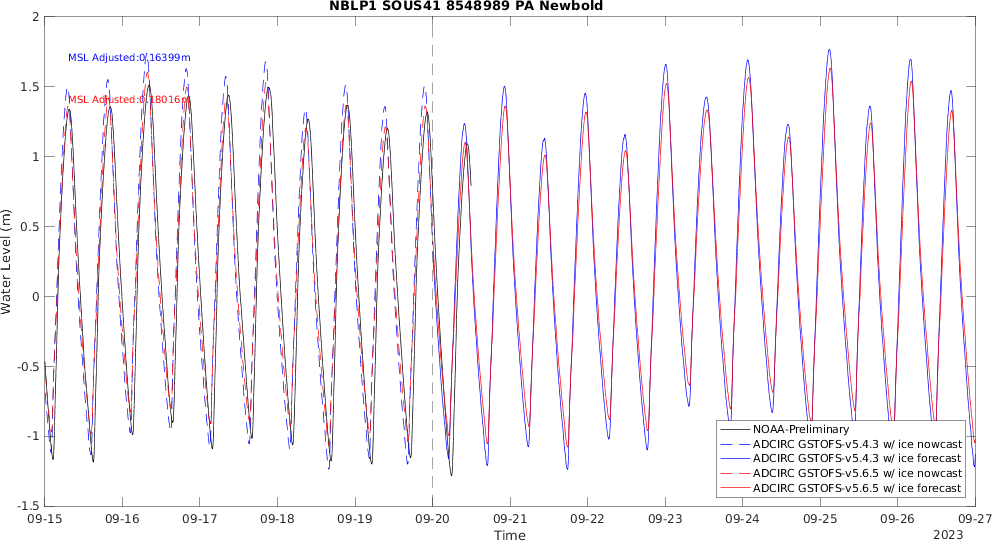 NBLP1 SOUS41 8548989 PA Newbold
MSL Adjusted:0.16399m
MSL Adjusted:0.18016m
Water Level (m)
2
1.5
1
0.5
0
-0.5
-1
-1.5
09-15 09-16 09-17 09-18 09-19 09-20 09-21 09-22 09-23 09-24 09-25 09-26 09-27
Time
2023
NOAA-Preliminary
ADCIRC GSTOFS-v5.4.3 w/ ice nowcast
ADCIRC GSTOFS-v5.4.3 w/ ice forecast
ADCIRC GSTOFS-v5.6.5 w/ ice nowcast
ADCIRC GSTOFS-v5.6.5 w/ ice forecast